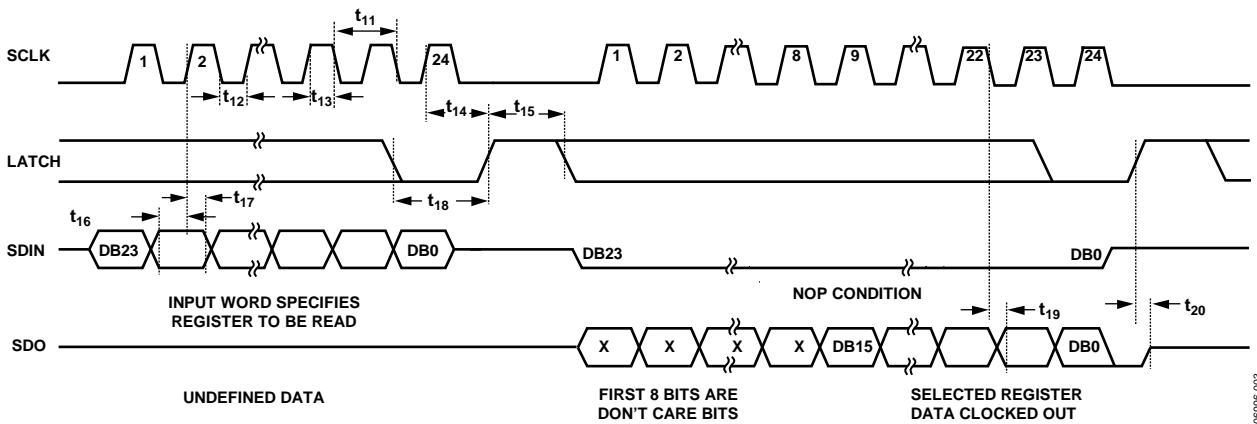 t11
SCLK
1
2
24
1
2
8
9
22
23
24
t12
t13
t14
t15
LATCH
t16
t17
t18
SDIN
DB23
DB0
DB23
DB0
INPUT WORD SPECIFIES
REGISTER TO BE READ
NOP CONDITION
t19
t20
SDO
X
X
X
X
DB15
DB0
UNDEFINED DATA
FIRST 8 BITS ARE
DON'T CARE BITS
SELECTED REGISTER
DATA CLOCKED OUT